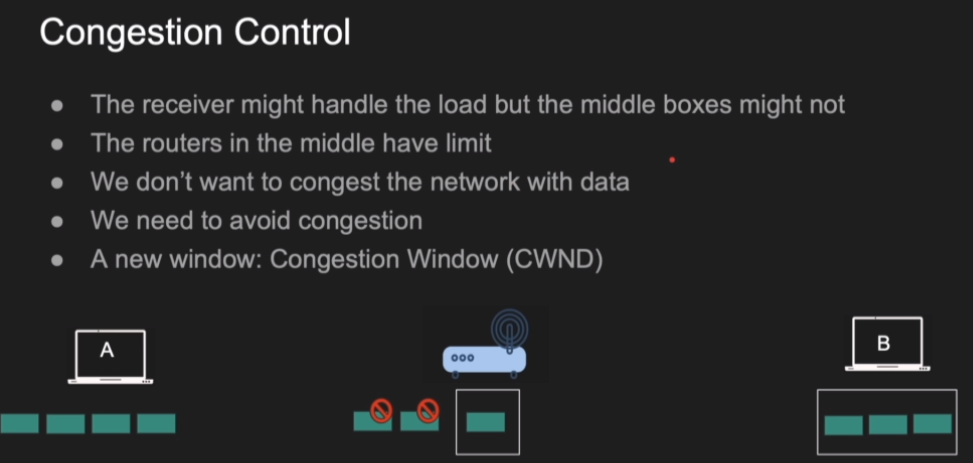 Congestion Control
● The receiver might handle the load but the middle boxes might not
● The routers in the middle have limit
● We don't want to congest the network with data
● We need to avoid congestion
● A new window: Congestion Window (CWND)
A
B